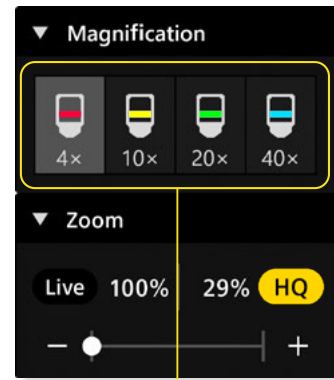 ▼ Magnification
4× 10× 20× 40×
▼ Zoom
Live 100% 29% HQ
− +